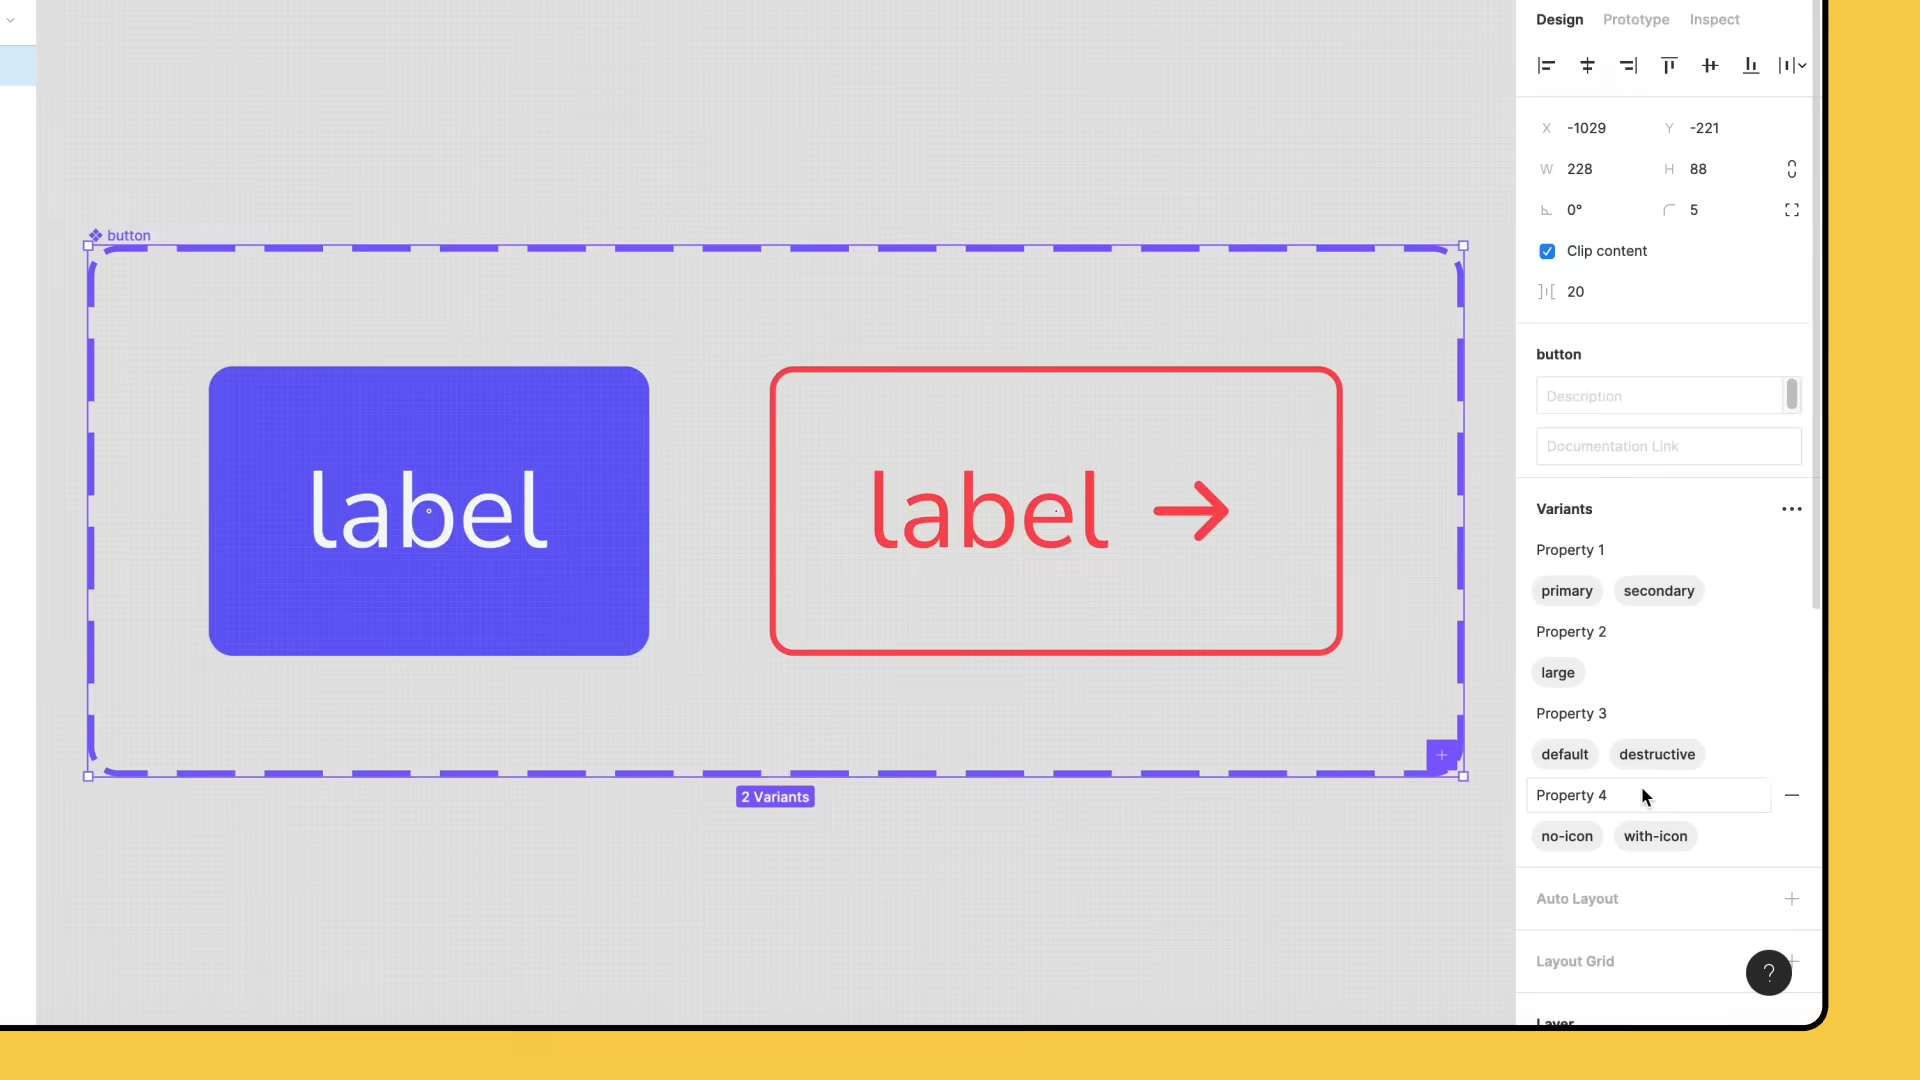 Design Prototype Inspect
X -1029 Y -221
W 228 H 88
0° 5
Clip content
20
button
button
Description
Documentation Link
label
label →
Variants
Property 1
primary secondary
Property 2
large
Property 3
default destructive
2 Variants
Property 4
no-icon with-icon
Auto Layout
Layout Grid
?
Layer